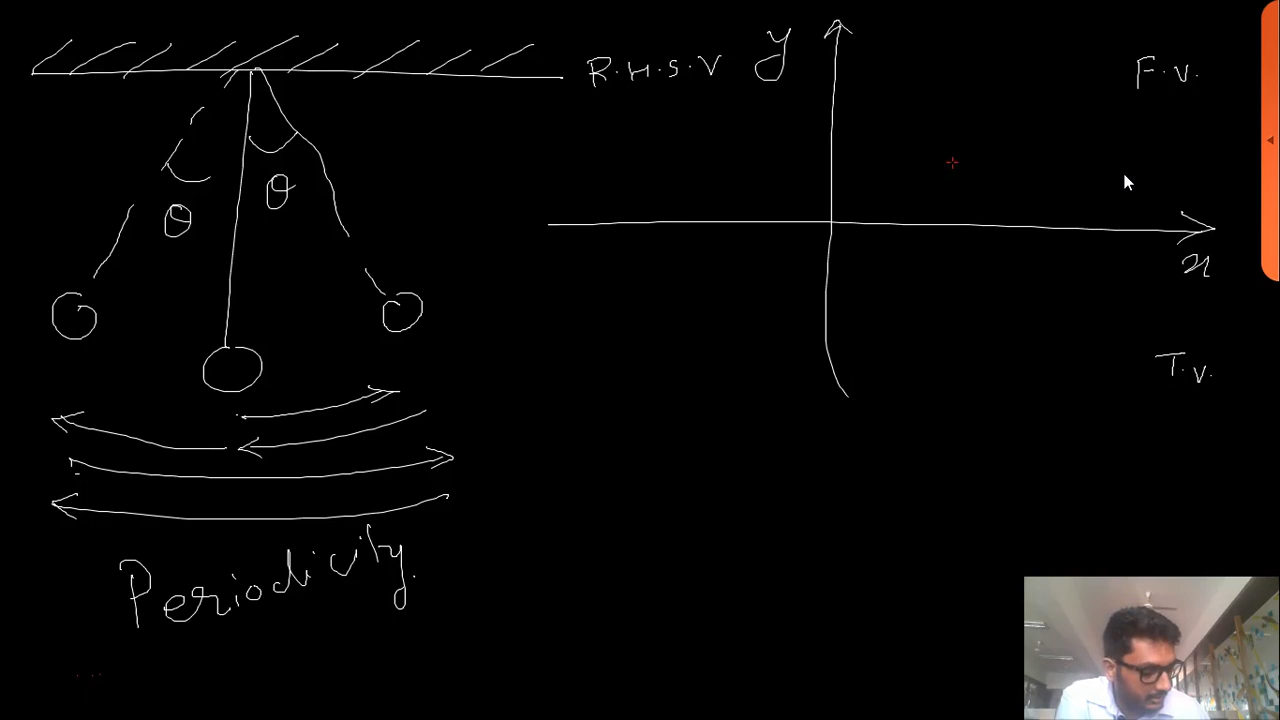 R.H.S.V
y
F.V.
θ
θ
x
T.V.
Periodicity.